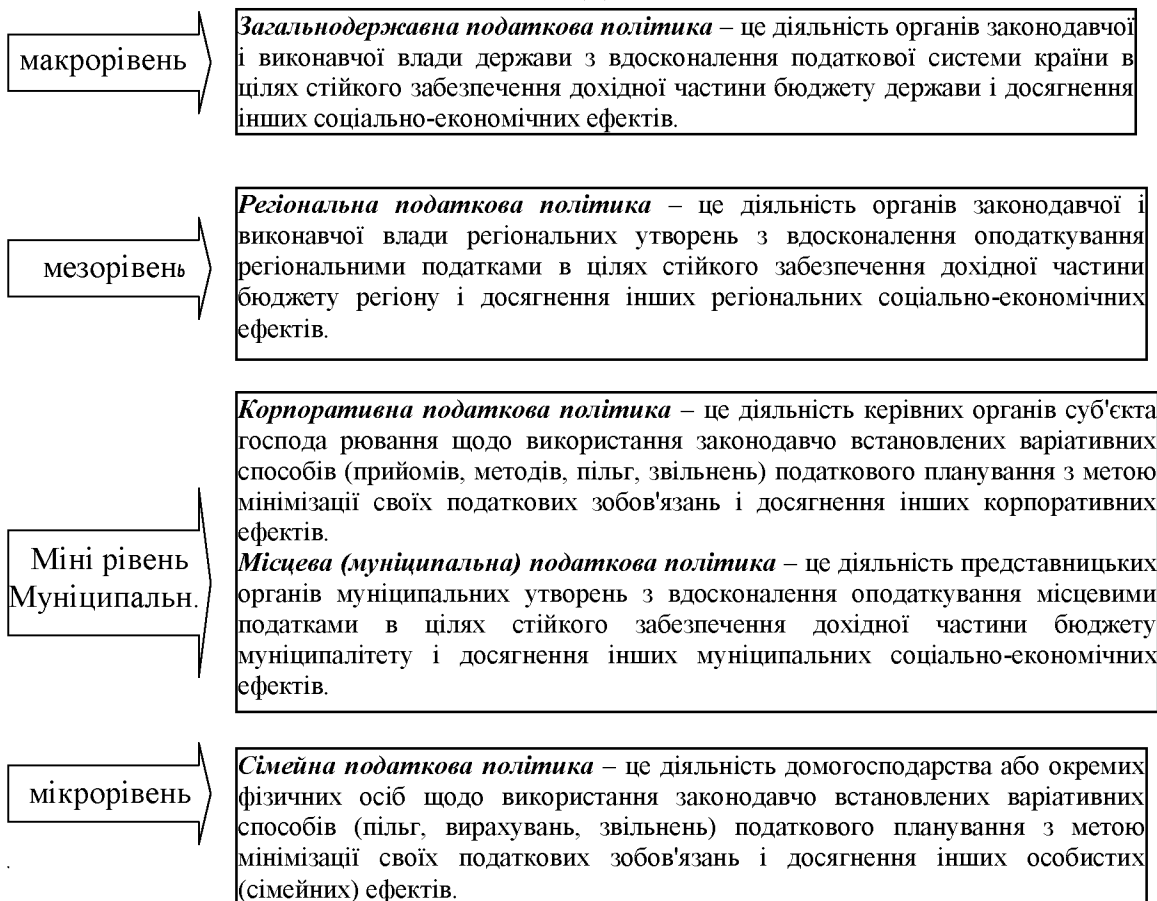 макрорівень
Загальнодержавна податкова політика – це діяльність органів законодавчої
і виконавчої влади держави з вдосконалення податкової системи країни в
цілях стійкого забезпечення дохідної частини бюджету держави і досягнення
інших соціально-економічних ефектів.
мезорівень
Регіональна податкова політика – це діяльність органів законодавчої і
виконавчої влади регіональних утворень з вдосконалення оподаткування
регіональними податками в цілях стійкого забезпечення дохідної частини
бюджету регіону і досягнення інших регіональних соціально-економічних
ефектів.
Міні рівень
Муніципальн.
Корпоративна податкова політика – це діяльність керівних органів суб'єкта
господа рювання щодо використання законодавчо встановлених варіативних
способів (прийомів, методів, пільг, звільнень) податкового планування з метою
мінімізації своїх податкових зобов'язань і досягнення інших корпоративних
ефектів.
Місцева (муніципальна) податкова політика – це діяльність представницьких
органів муніципальних утворень з вдосконалення оподаткування місцевими
податками в цілях стійкого забезпечення дохідної частини бюджету
муніципалітету і досягнення інших муніципальних соціально-економічних
ефектів.
мікрорівень
Сімейна податкова політика – це діяльність домогосподарства або окремих
фізичних осіб щодо використання законодавчо встановлених варіативних
способів (пільг, вирахувань, звільнень) податкового планування з метою
мінімізації своїх податкових зобов'язань і досягнення інших особистих
(сімейних) ефектів.